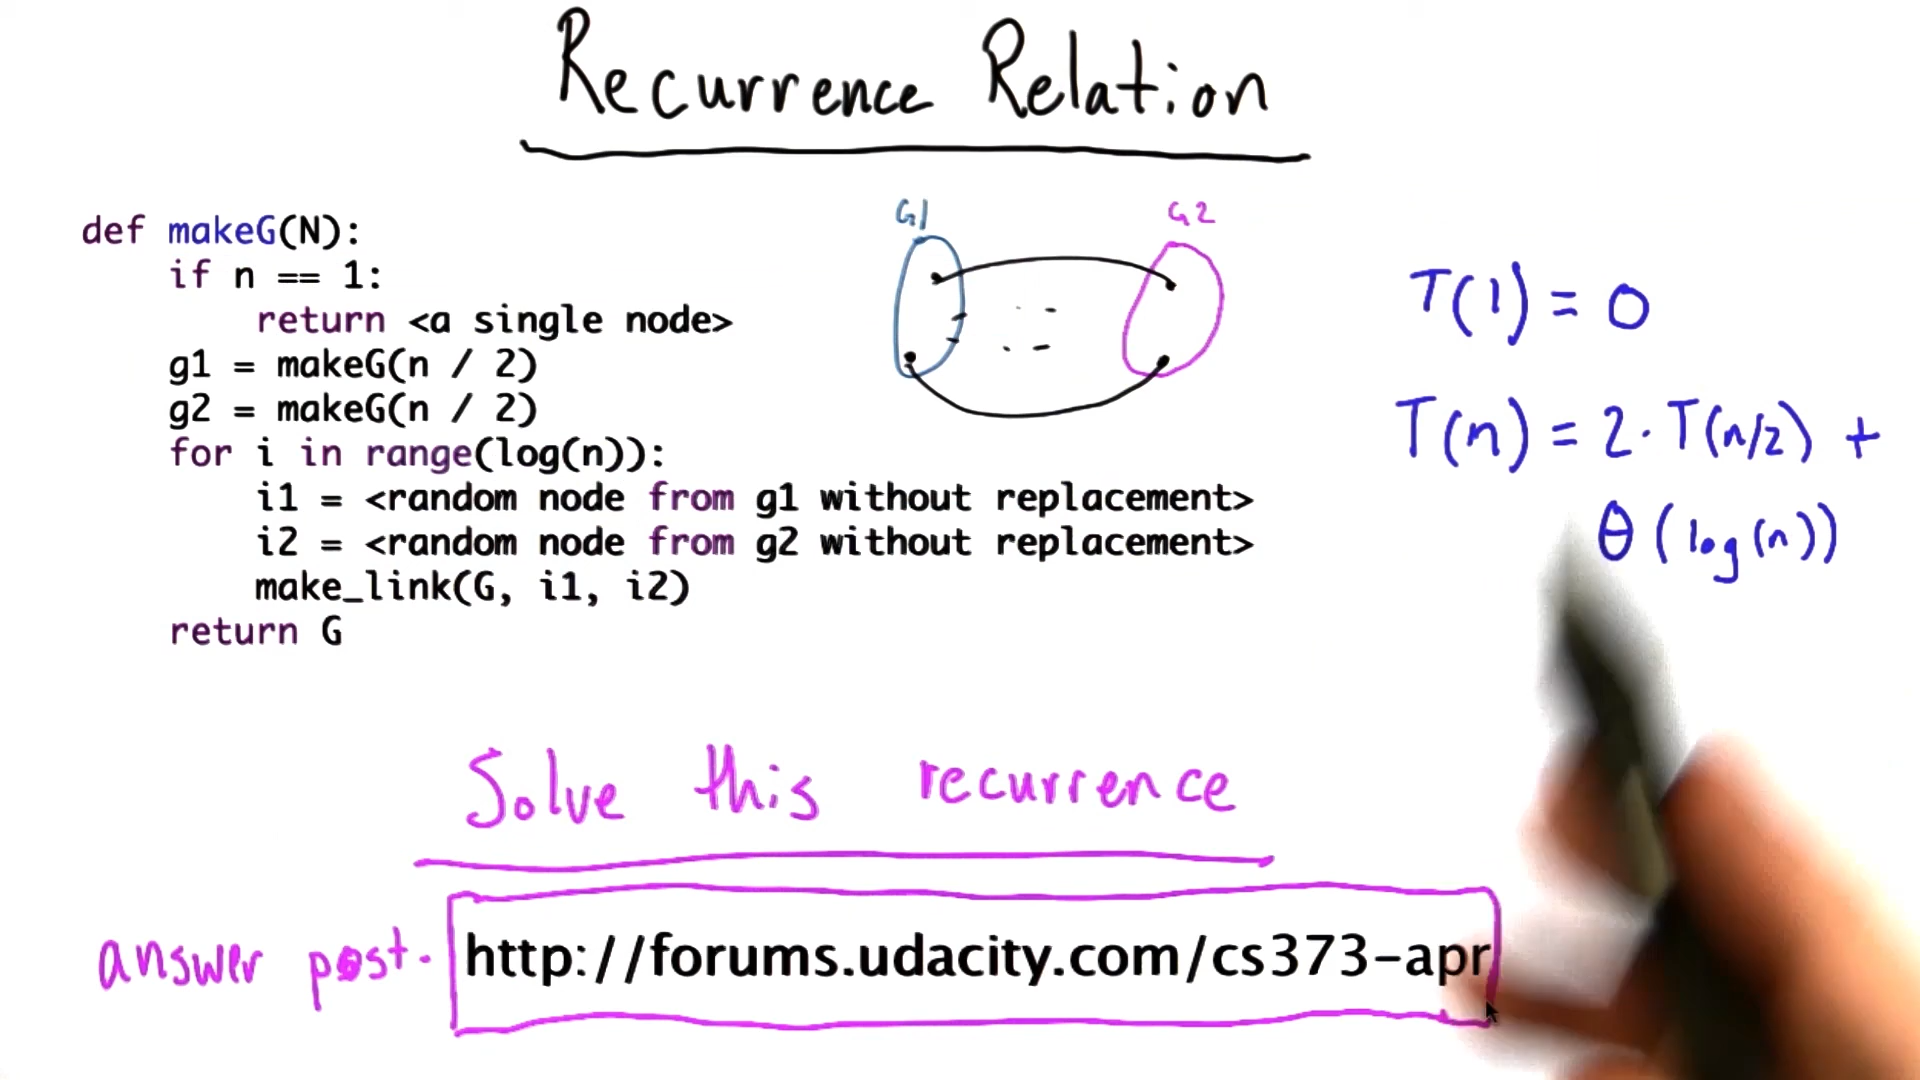 Recurrence Relation
def makeG(N):
if n == 1:
return <a single node>
g1 = makeG(n / 2)
g2 = makeG(n / 2)
for i in range(log(n)):
i1 = <random node from g1 without replacement>
i2 = <random node from g2 without replacement>
make_link(G, i1, i2)
return G
G1
G2
T(1) = 0
T(n) = 2·T(n/2) +
Θ(log(n))
Solve this recurrence
answer post.
http://forums.udacity.com/cs373-apr